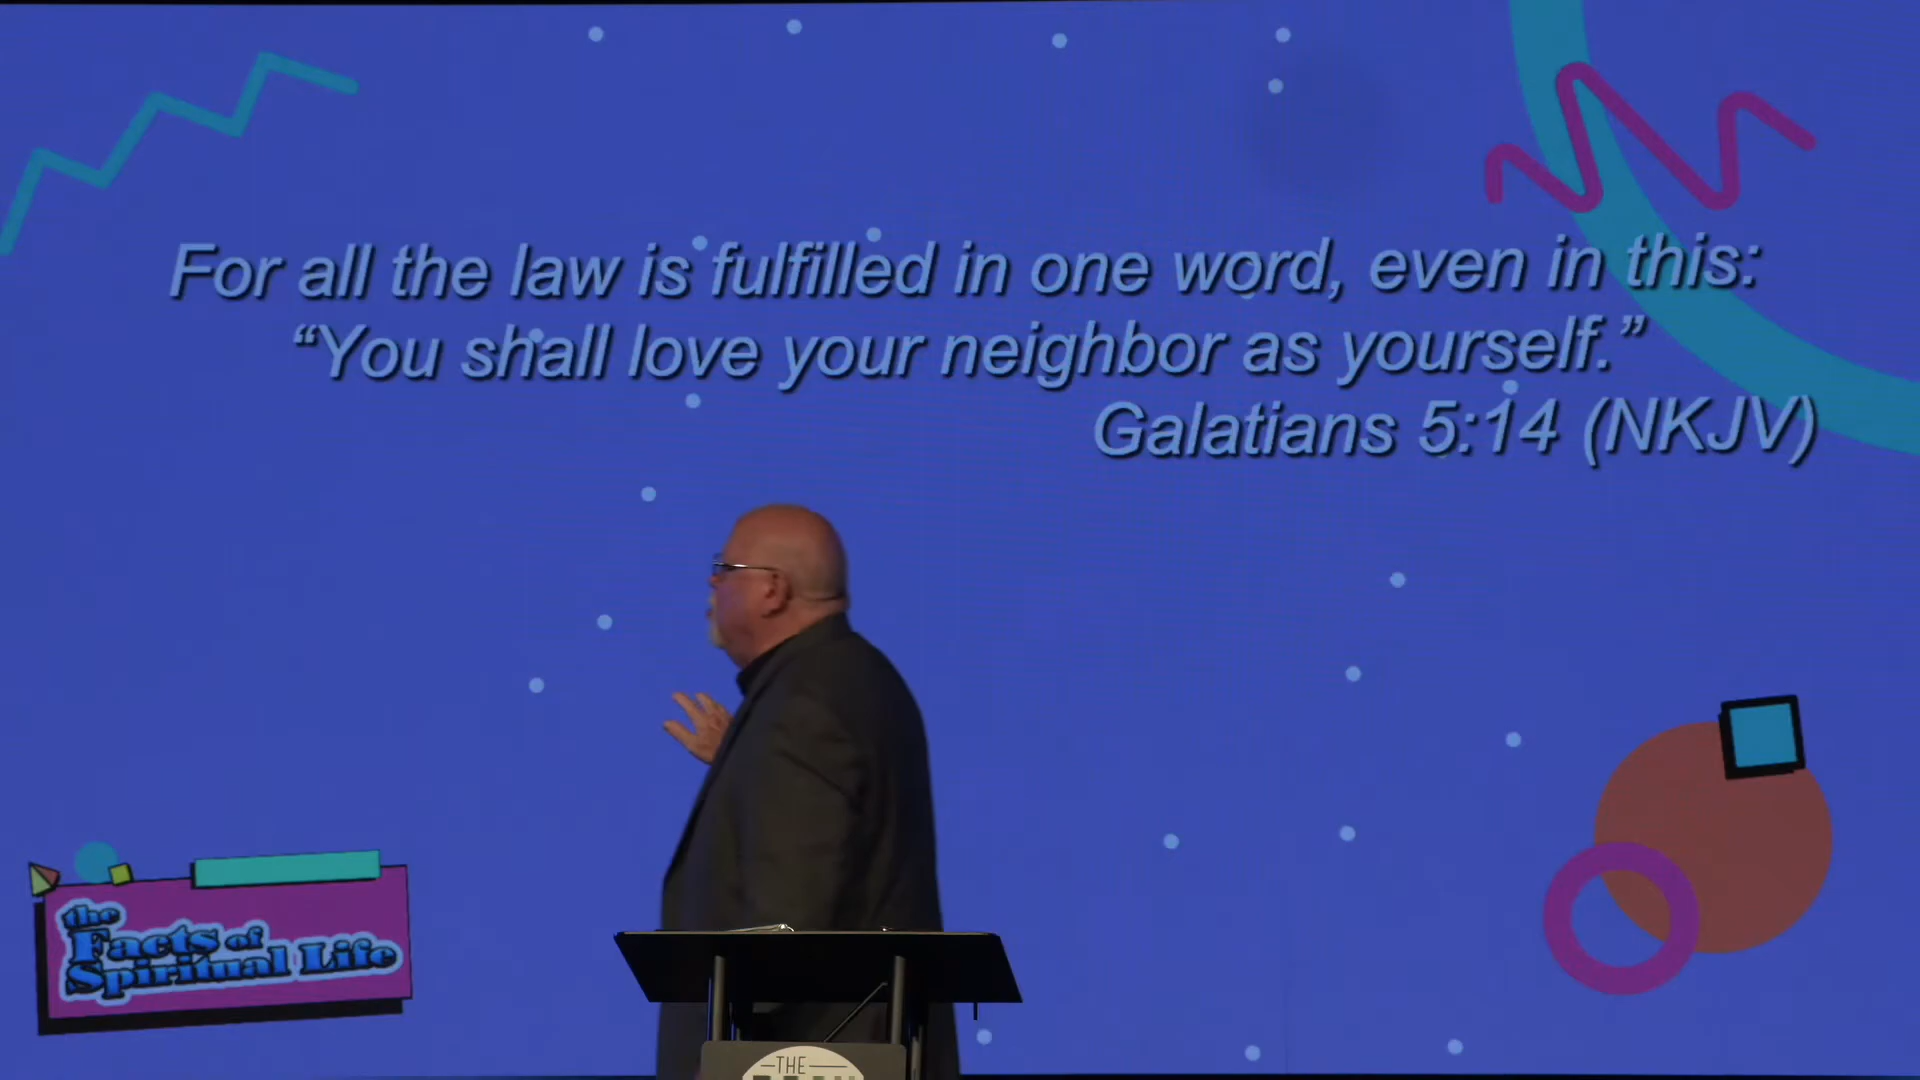 For all the law is fulfilled in one word, even in this:
“You shall love your neighbor as yourself.”
Galatians 5:14 (NKJV)
the
Facts of
Spiritual Life
THE